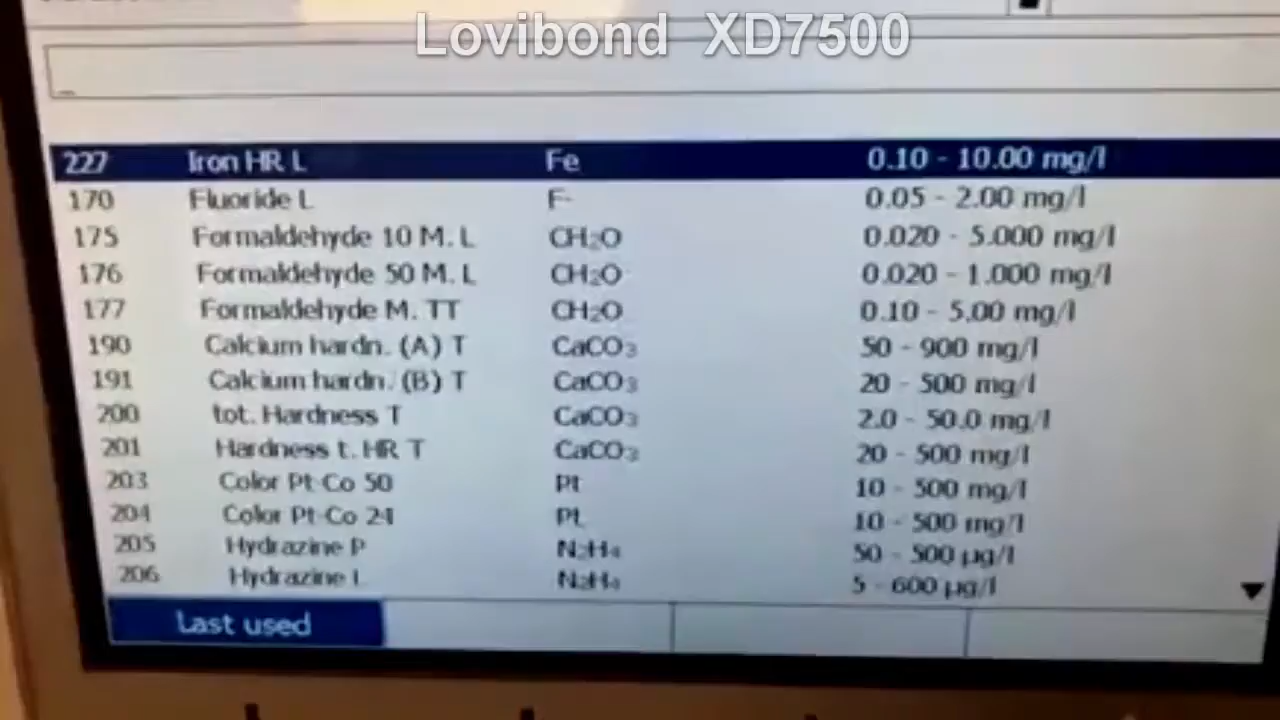 Lovibond XD7500
227 Iron HR L Fe 0.10 - 10.00 mg/l
170 Fluoride L F- 0.05 - 2.00 mg/l
175 Formaldehyde 10 M. L CH₂O 0.020 - 5.000 mg/l
176 Formaldehyde 50 M. L CH₂O 0.020 - 1.000 mg/l
177 Formaldehyde M. TT CH₂O 0.10 - 5.00 mg/l
190 Calcium hardn. (A) T CaCO₃ 50 - 900 mg/l
191 Calcium hardn. (B) T CaCO₃ 20 - 500 mg/l
200 tot. Hardness T CaCO₃ 2.0 - 50.0 mg/l
201 Hardness t. HR T CaCO₃ 20 - 500 mg/l
203 Color Pt-Co 50 Pt 10 - 500 mg/l
204 Color Pt-Co 24 Pt 10 - 500 mg/l
205 Hydrazine P N₂H₄ 50 - 500 µg/l
206 Hydrazine L N₂H₄ 5 - 600 µg/l
Last used